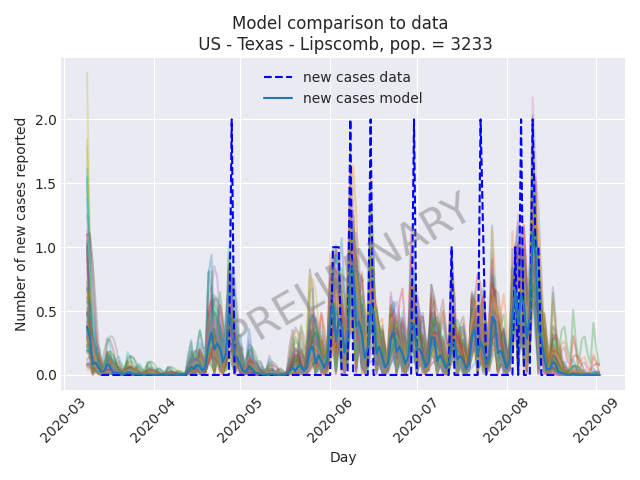 Model comparison to data
US - Texas - Lipscomb, pop. = 3233
new cases data
new cases model
Number of new cases reported
2.0
1.5
1.0
0.5
0.0
PRELIMINARY
2020-03
2020-04
2020-05
2020-06
2020-07
2020-08
2020-09
Day